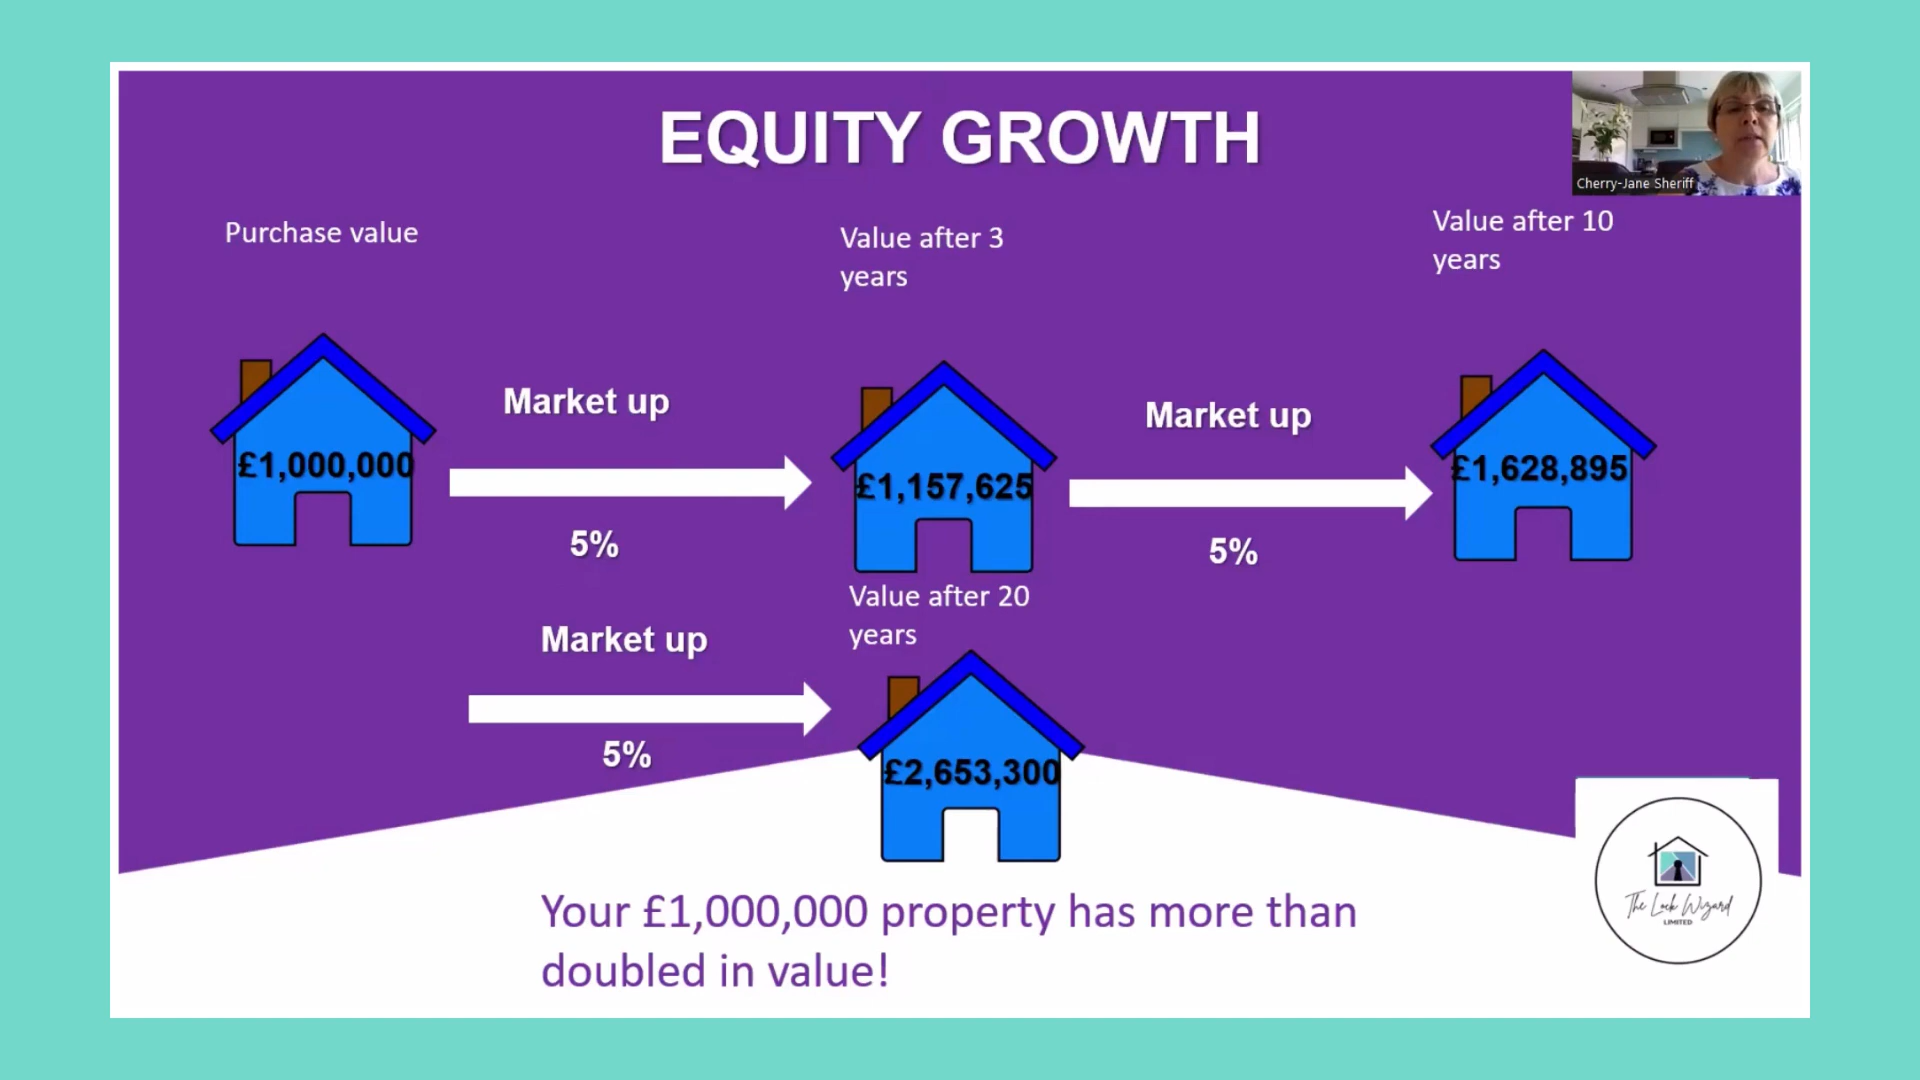 EQUITY GROWTH
Cherry-Jane Sheriff
Purchase value
Value after 3
years
Value after 10
years
£1,000,000
Market up
5%
£1,157,625
Market up
5%
£1,628,895
Market up
5%
Value after 20
years
£2,653,300
Your £1,000,000 property has more than
doubled in value!
The Lock Wizard
LIMITED